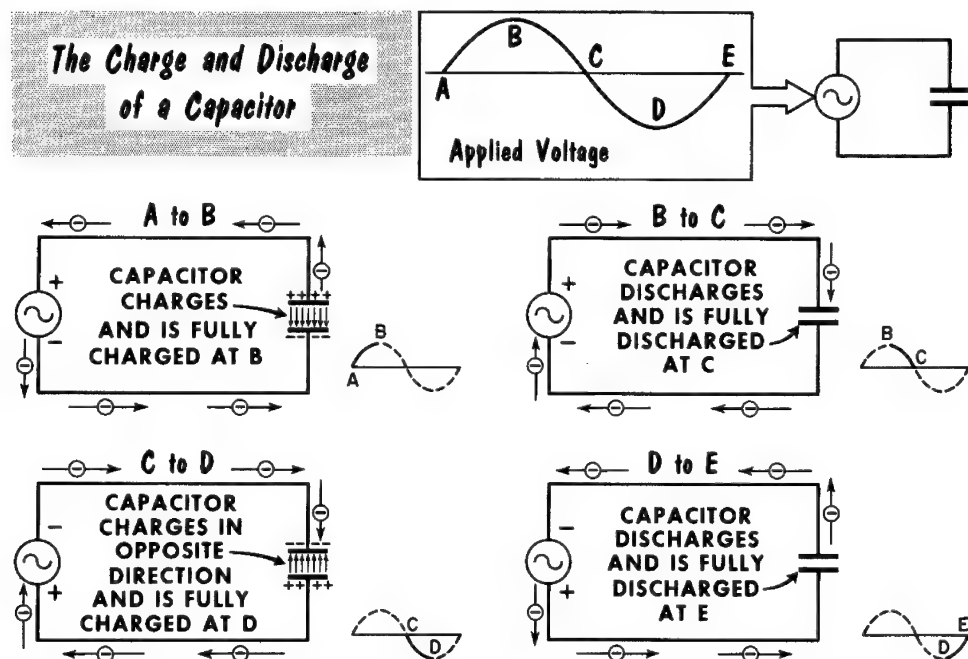 The Charge and Discharge
of a Capacitor
A
B
C
D
E
Applied Voltage
A to B
+
CAPACITOR
CHARGES
AND IS FULLY
CHARGED AT B
−
++++
B
A
B to C
+
CAPACITOR
DISCHARGES
AND IS FULLY
DISCHARGED
AT C
−
B
C
C to D
−
CAPACITOR
CHARGES IN
OPPOSITE
DIRECTION
AND IS FULLY
CHARGED AT D
+
++++
C
D
D to E
−
CAPACITOR
DISCHARGES
AND IS FULLY
DISCHARGED
AT E
+
E
D